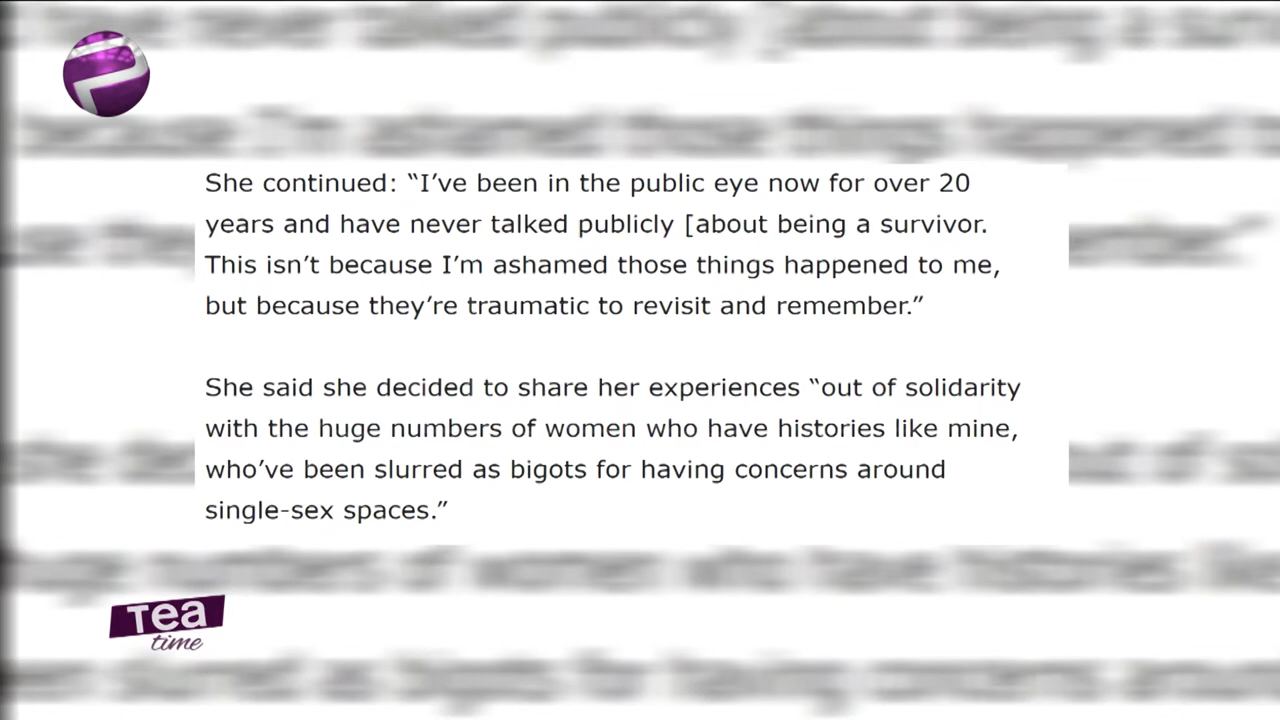 She continued: “I’ve been in the public eye now for over 20
years and have never talked publicly [about being a survivor.
This isn’t because I’m ashamed those things happened to me,
but because they’re traumatic to revisit and remember.”
She said she decided to share her experiences “out of solidarity
with the huge numbers of women who have histories like mine,
who’ve been slurred as bigots for having concerns around
single-sex spaces.”
Tea
time